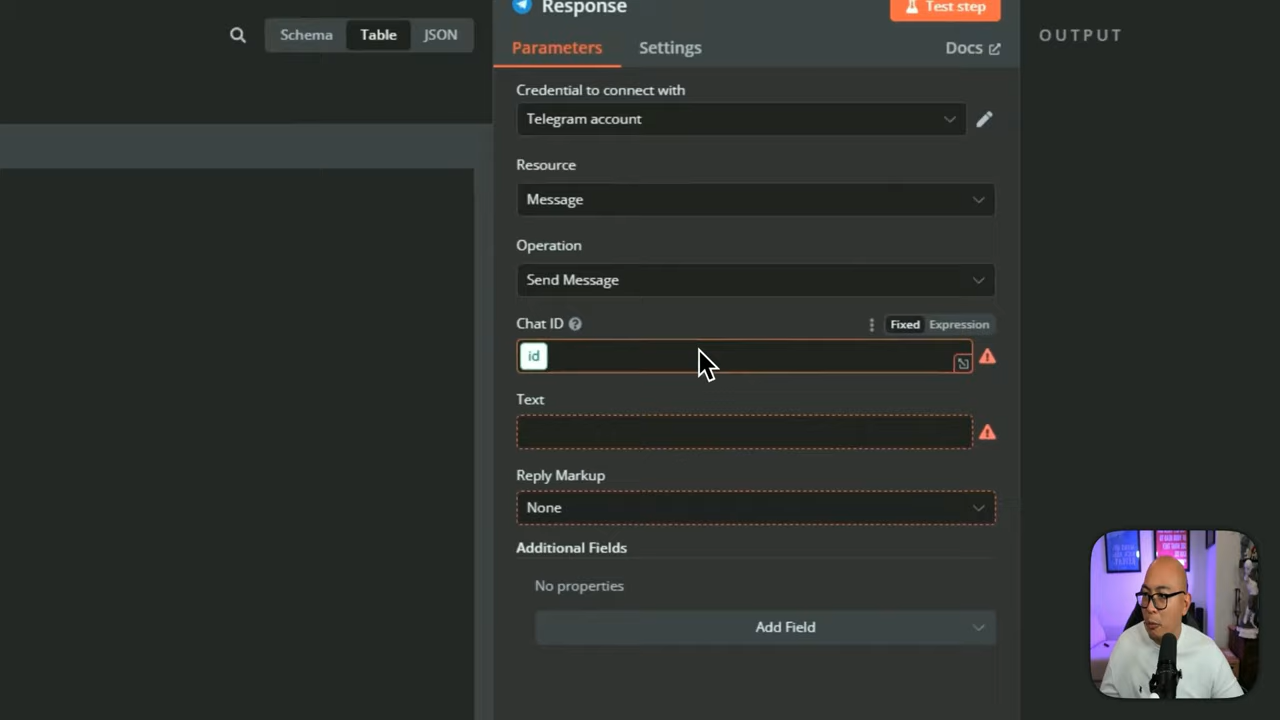 Response
Test step
Schema
Table
JSON
OUTPUT
Parameters
Settings
Docs
Credential to connect with
Telegram account
Resource
Message
Operation
Send Message
Chat ID
Fixed
Expression
id
Text
Reply Markup
None
Additional Fields
No properties
Add Field